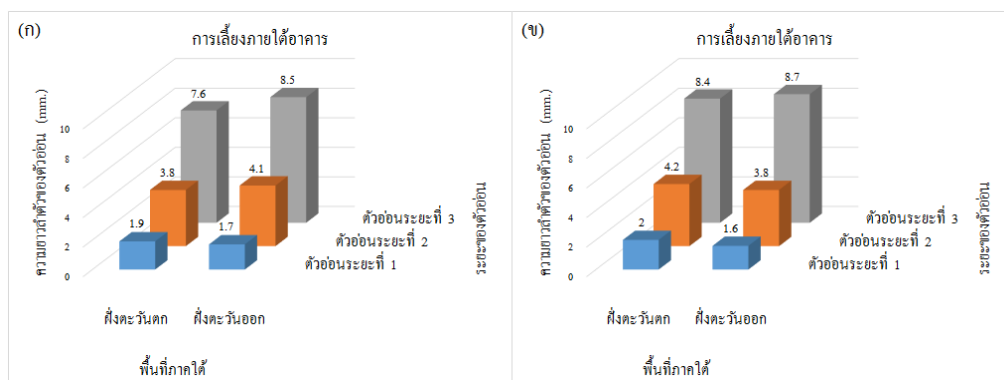 (ก)
การเลี้ยงภายใต้อาคาร
ความยาวลำตัวของตัวอ่อน (mm.)
10
8
6
4
2
0
7.6
8.5
3.8
4.1
1.9
1.7
ตัวอ่อนระยะที่ 3
ตัวอ่อนระยะที่ 2
ตัวอ่อนระยะที่ 1
ระยะของตัวอ่อน
ฝั่งตะวันตก ฝั่งตะวันออก
พื้นที่ภาคใต้
(ข)
การเลี้ยงภายใต้อาคาร
ความยาวลำตัวของตัวอ่อน (mm.)
10
8
6
4
2
0
8.4
8.7
4.2
3.8
2
1.6
ตัวอ่อนระยะที่ 3
ตัวอ่อนระยะที่ 2
ตัวอ่อนระยะที่ 1
ระยะของตัวอ่อน
ฝั่งตะวันตก ฝั่งตะวันออก
พื้นที่ภาคใต้